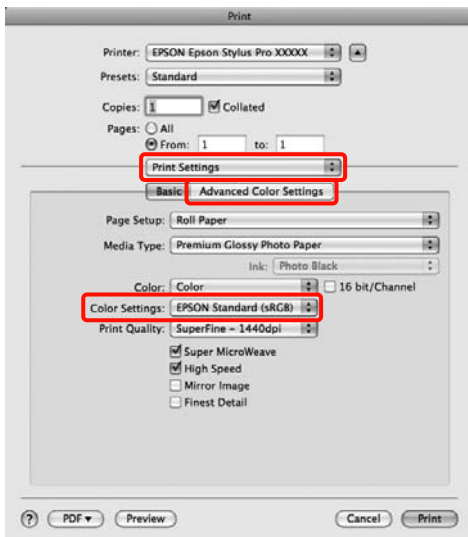 Print
Printer: EPSON Epson Stylus Pro XXXXX
Presets: Standard
Copies: 1 Collated
Pages: All
From: 1 to: 1
Print Settings
Basic Advanced Color Settings
Page Setup: Roll Paper
Media Type: Premium Glossy Photo Paper
Ink: Photo Black
Color: Color 16 bit/Channel
Color Settings: EPSON Standard (sRGB)
Print Quality: SuperFine – 1440dpi
Super MicroWeave
High Speed
Mirror Image
Finest Detail
? PDF Preview Cancel Print